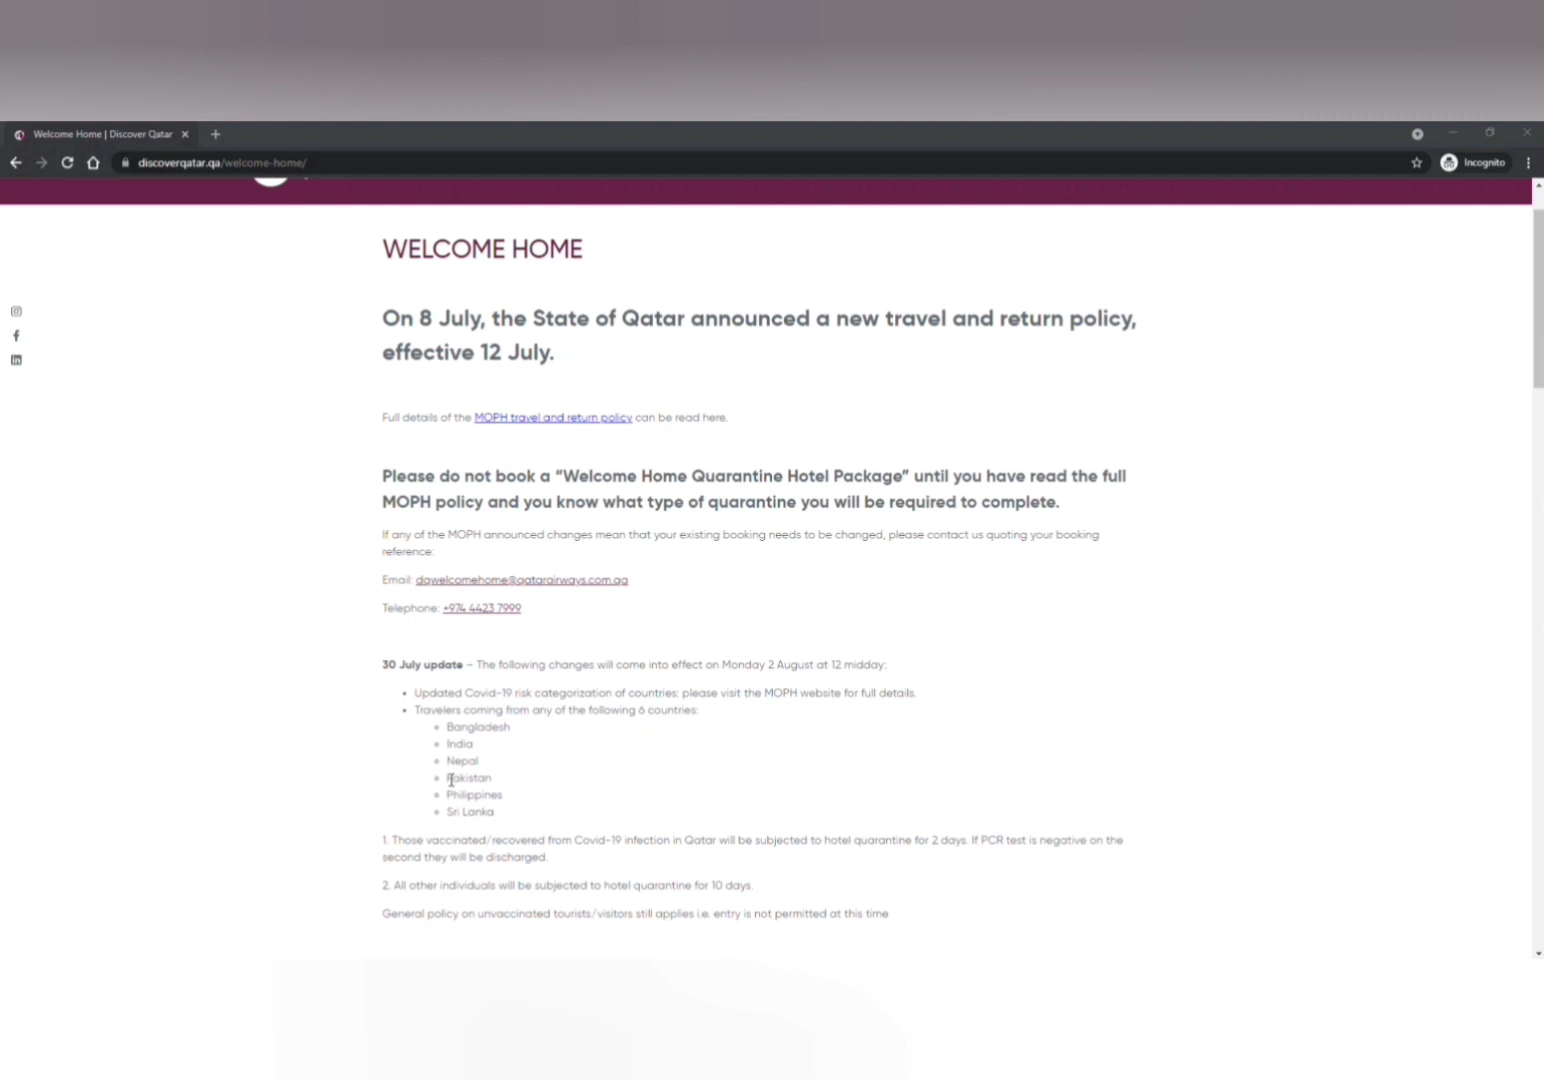 Welcome Home | Discover Qatar
discoverqatar.qa/welcome-home/
Incognito
WELCOME HOME
On 8 July, the State of Qatar announced a new travel and return policy,
effective 12 July.
Full details of the MOPH travel and return policy can be read here.
Please do not book a “Welcome Home Quarantine Hotel Package” until you have read the full
MOPH policy and you know what type of quarantine you will be required to complete.
If any of the MOPH announced changes mean that your existing booking needs to be changed, please contact us quoting your booking
reference:
Email: dqwelcomehome@qatarairways.com.qa
Telephone: +974 4423 7999
30 July update – The following changes will come into effect on Monday 2 August at 12 midday:
• Updated Covid-19 risk categorization of countries: please visit the MOPH website for full details.
• Travelers coming from any of the following 6 countries:
Bangladesh
India
Nepal
Pakistan
Philippines
Sri Lanka
1. Those vaccinated/recovered from Covid-19 infection in Qatar will be subjected to hotel quarantine for 2 days. If PCR test is negative on the
second they will be discharged.
2. All other individuals will be subjected to hotel quarantine for 10 days.
General policy on unvaccinated tourists/visitors still applies i.e. entry is not permitted at this time